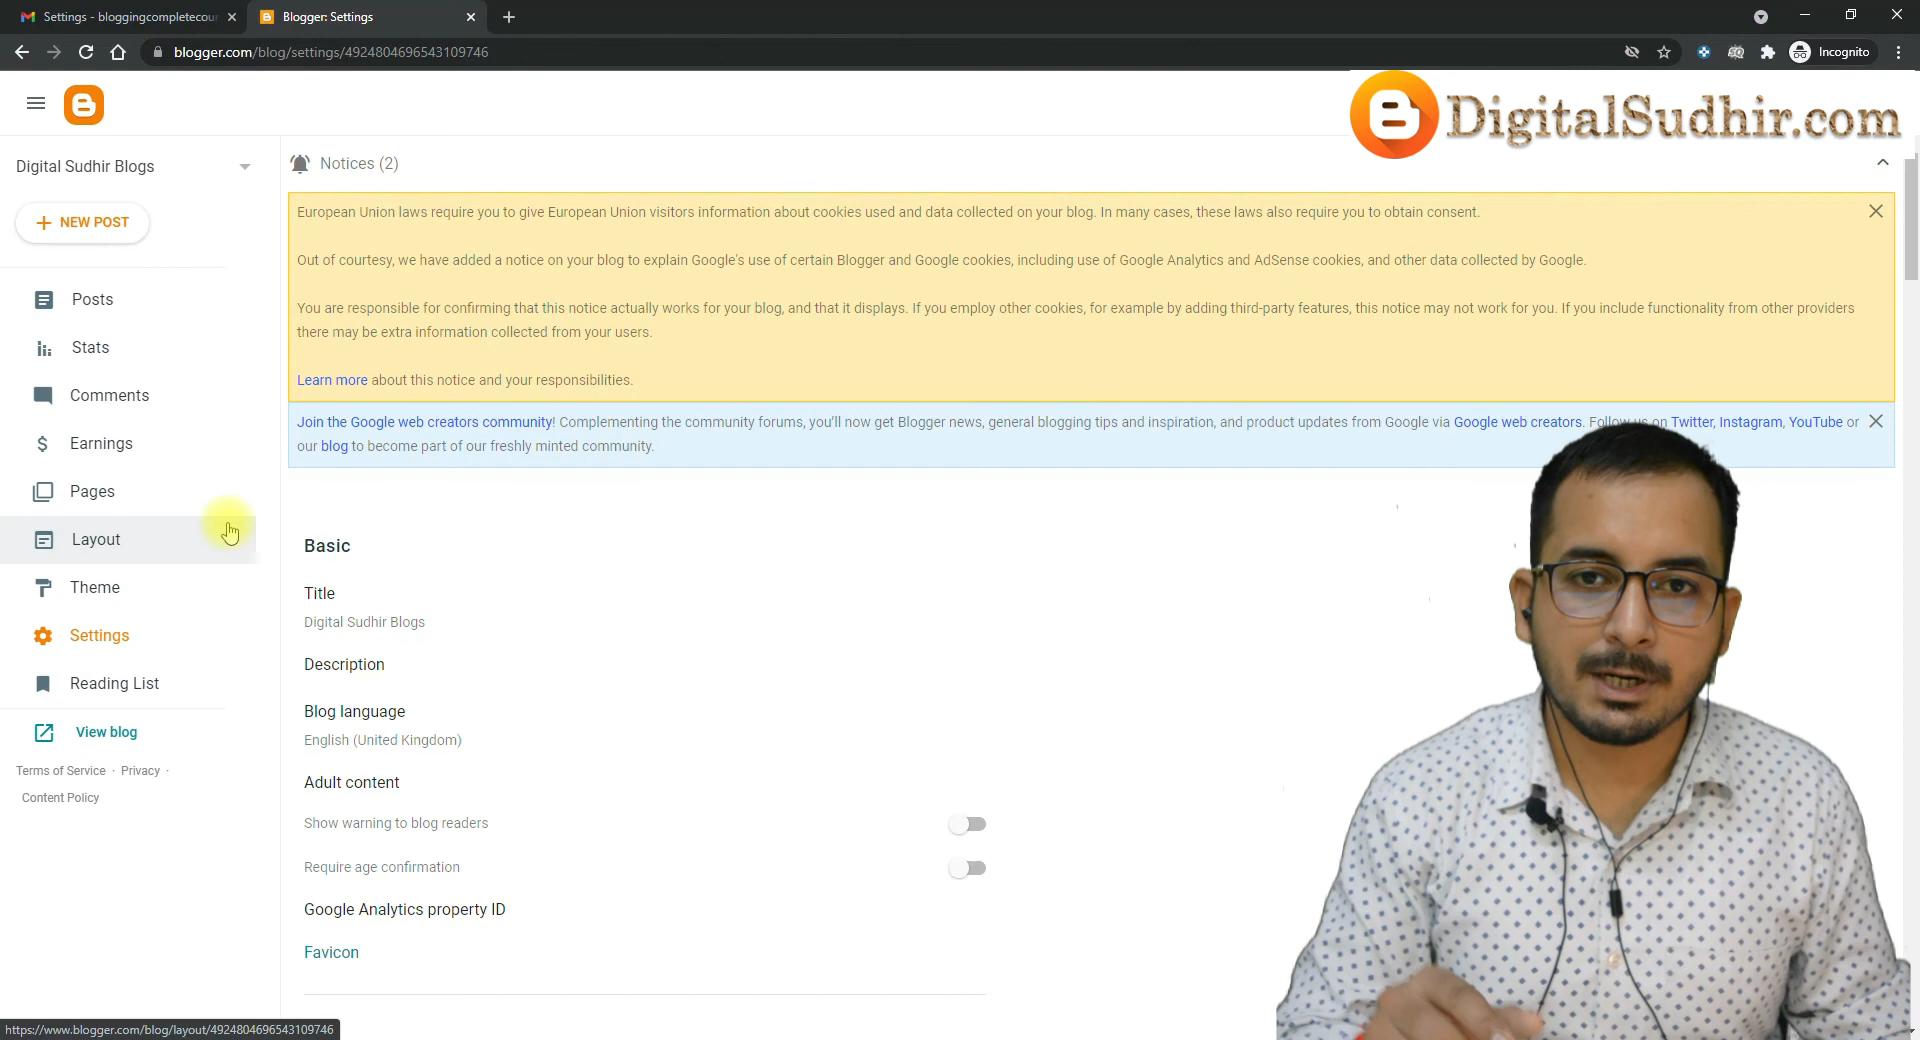 Settings - bloggingcompletecour
Blogger: Settings
blogger.com/blog/settings/4924804696543109746
Incognito
DigitalSudhir.com
Digital Sudhir Blogs
NEW POST
Posts
Stats
Comments
Earnings
Pages
Layout
Theme
Settings
Reading List
View blog
Terms of Service · Privacy ·
Content Policy
https://www.blogger.com/blog/layout/4924804696543109746
Notices (2)
European Union laws require you to give European Union visitors information about cookies used and data collected on your blog. In many cases, these laws also require you to obtain consent.
Out of courtesy, we have added a notice on your blog to explain Google's use of certain Blogger and Google cookies, including use of Google Analytics and AdSense cookies, and other data collected by Google.
You are responsible for confirming that this notice actually works for your blog, and that it displays. If you employ other cookies, for example by adding third-party features, this notice may not work for you. If you include functionality from other providers
there may be extra information collected from your users.
Learn more about this notice and your responsibilities.
Join the Google web creators community! Complementing the community forums, you'll now get Blogger news, general blogging tips and inspiration, and product updates from Google via Google web creators. Follow us on Twitter, Instagram, YouTube or
our blog to become part of our freshly minted community.
Basic
Title
Digital Sudhir Blogs
Description
Blog language
English (United Kingdom)
Adult content
Show warning to blog readers
Require age confirmation
Google Analytics property ID
Favicon